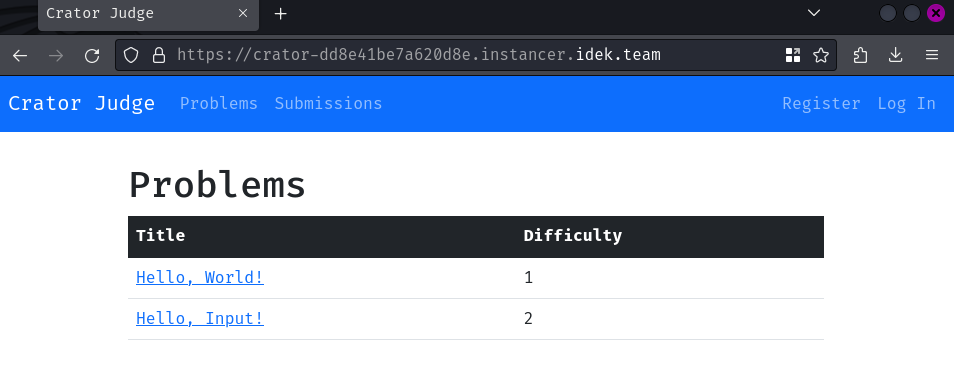 Crator Judge
https://crator-dd8e41be7a620d8e.instancer.idek.team
Crator Judge Problems Submissions Register Log In
Problems
Title Difficulty
Hello, World! 1
Hello, Input! 2